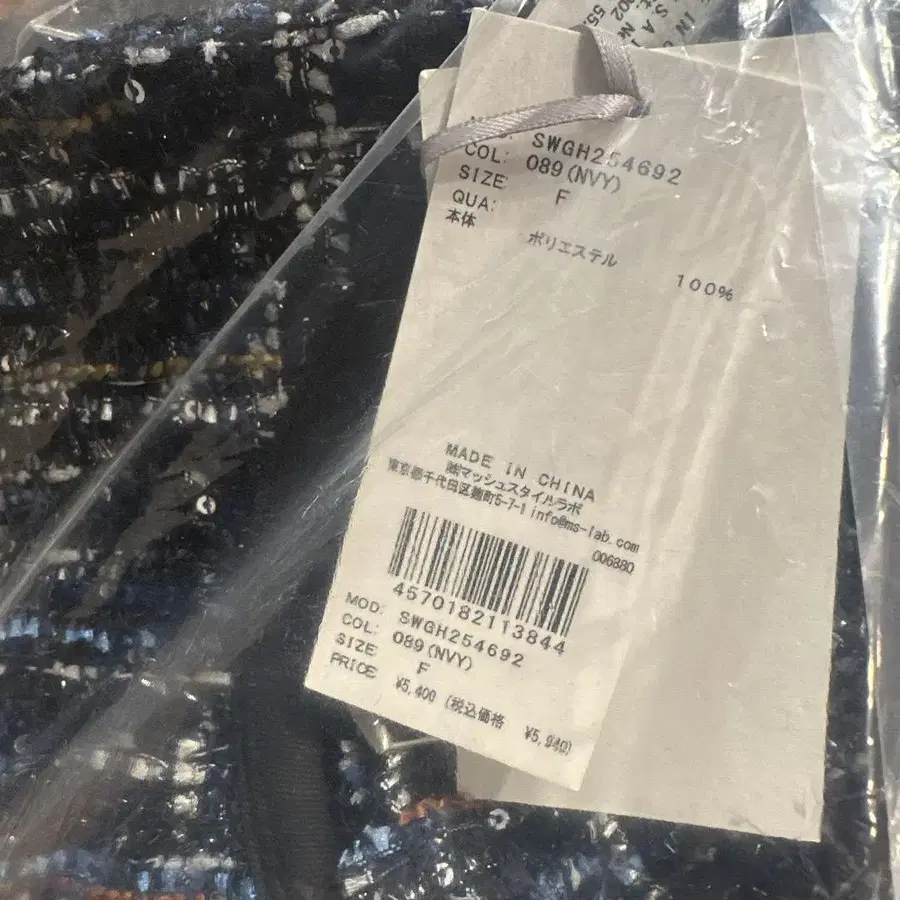 COL: SWGH254692
SIZE: 089(NVY)
QUA: F
本体
ポリエステル 100%
MADE IN CHINA
㈱マッシュスタイルラボ
東京都千代田区麹町5-7-1 info@ms-lab.com
006880
4570182113844
MOD: SWGH254692
COL: 089(NVY)
SIZE: F
PRICE ¥5,400 (税込価格 ¥5,940)